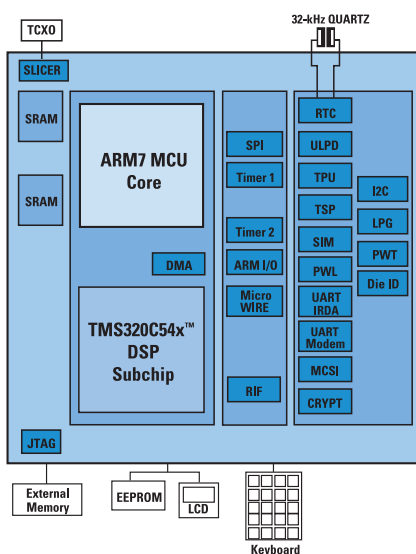 TCXO
32-kHz QUARTZ
SLICER
SRAM
SRAM
ARM7 MCU
Core
DMA
TMS320C54x™
DSP
Subchip
SPI
Timer 1
Timer 2
ARM I/O
Micro
WIRE
RIF
RTC
ULPD
TPU
TSP
SIM
PWL
UART
IRDA
UART
Modem
MCSI
CRYPT
I2C
LPG
PWT
Die ID
JTAG
External
Memory
EEPROM
LCD
Keyboard